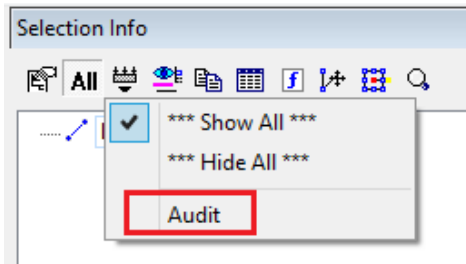 Selection Info
All
*** Show All ***
*** Hide All ***
Audit